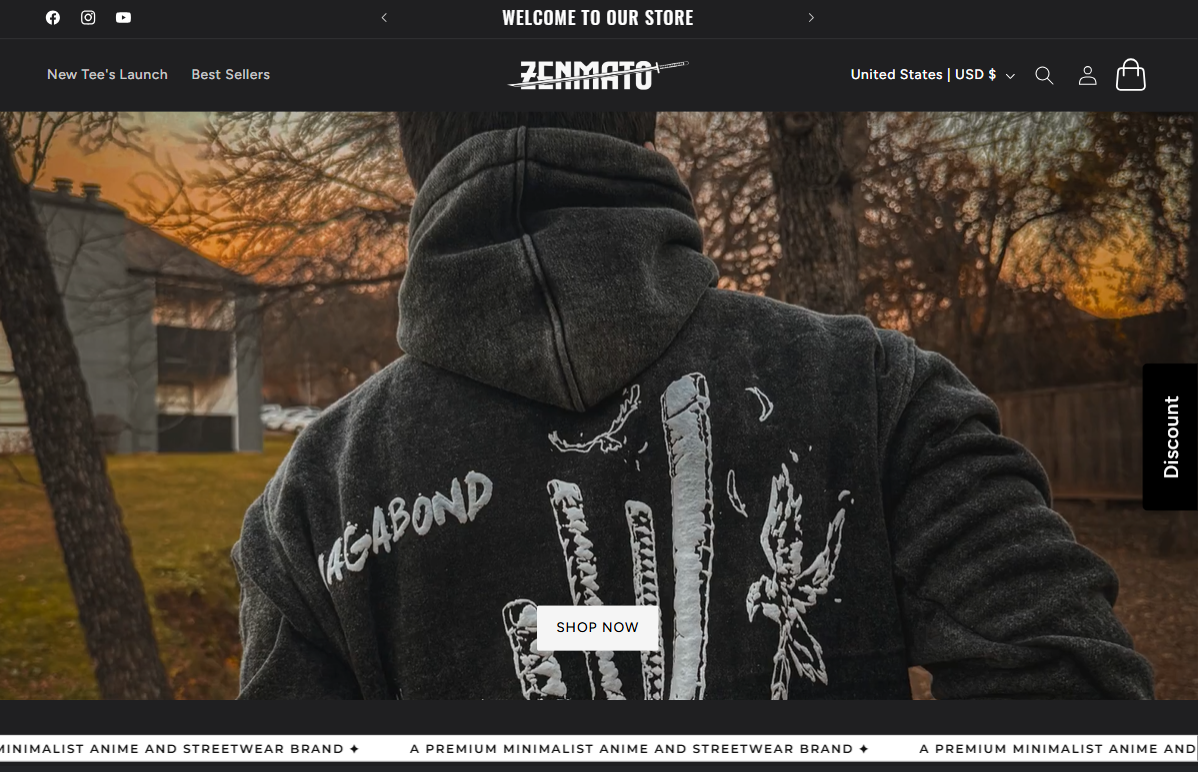 WELCOME TO OUR STORE
New Tee's Launch
Best Sellers
ZENMATO
United States | USD $
VAGABOND
Discount
SHOP NOW
MINIMALIST ANIME AND STREETWEAR BRAND ✦ A PREMIUM MINIMALIST ANIME AND STREETWEAR BRAND ✦ A PREMIUM MINIMALIST ANIME AND